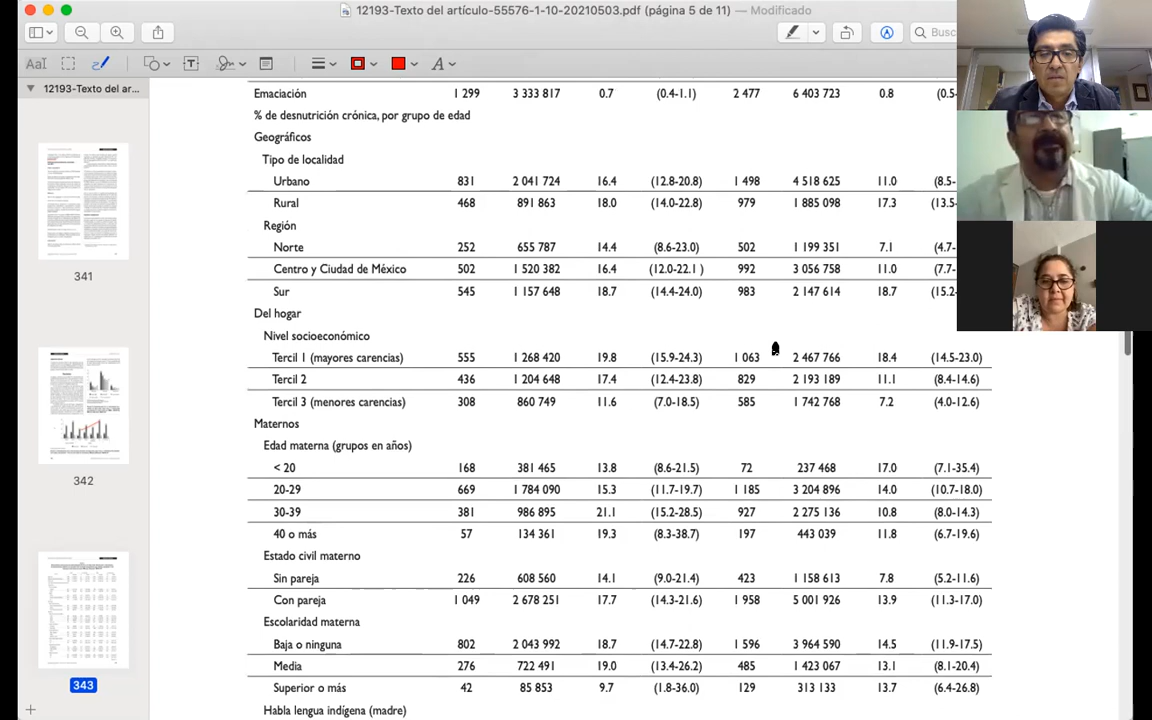 12193-Texto del artículo-55576-1-10-20210503.pdf (página 5 de 11) — Modificado
Busc
AaI T A
12193-Texto del ar...
341
342
343
Emaciación 1 299 3 333 817 0.7 (0.4-1.1) 2 477 6 403 723 0.8 (0.5-
% de desnutrición crónica, por grupo de edad
Geográficos
Tipo de localidad
Urbano 831 2 041 724 16.4 (12.8-20.8) 1 498 4 518 625 11.0 (8.5-
Rural 468 891 863 18.0 (14.0-22.8) 979 1 885 098 17.3 (13.5-
Región
Norte 252 655 787 14.4 (8.6-23.0) 502 1 199 351 7.1 (4.7-
Centro y Ciudad de México 502 1 520 382 16.4 (12.0-22.1 ) 992 3 056 758 11.0 (7.7-
Sur 545 1 157 648 18.7 (14.4-24.0) 983 2 147 614 18.7 (15.2-
Del hogar
Nivel socioeconómico
Tercil 1 (mayores carencias) 555 1 268 420 19.8 (15.9-24.3) 1 063 2 467 766 18.4 (14.5-23.0)
Tercil 2 436 1 204 648 17.4 (12.4-23.8) 829 2 193 189 11.1 (8.4-14.6)
Tercil 3 (menores carencias) 308 860 749 11.6 (7.0-18.5) 585 1 742 768 7.2 (4.0-12.6)
Maternos
Edad materna (grupos en años)
< 20 168 381 465 13.8 (8.6-21.5) 72 237 468 17.0 (7.1-35.4)
20-29 669 1 784 090 15.3 (11.7-19.7) 1 185 3 204 896 14.0 (10.7-18.0)
30-39 381 986 895 21.1 (15.2-28.5) 927 2 275 136 10.8 (8.0-14.3)
40 o más 57 134 361 19.3 (8.3-38.7) 197 443 039 11.8 (6.7-19.6)
Estado civil materno
Sin pareja 226 608 560 14.1 (9.0-21.4) 423 1 158 613 7.8 (5.2-11.6)
Con pareja 1 049 2 678 251 17.7 (14.3-21.6) 1 958 5 001 926 13.9 (11.3-17.0)
Escolaridad materna
Baja o ninguna 802 2 043 992 18.7 (14.7-22.8) 1 596 3 964 590 14.5 (11.9-17.5)
Media 276 722 491 19.0 (13.4-26.2) 485 1 423 067 13.1 (8.1-20.4)
Superior o más 42 85 853 9.7 (1.8-36.0) 129 313 133 13.7 (6.4-26.8)
Habla lengua indígena (madre)